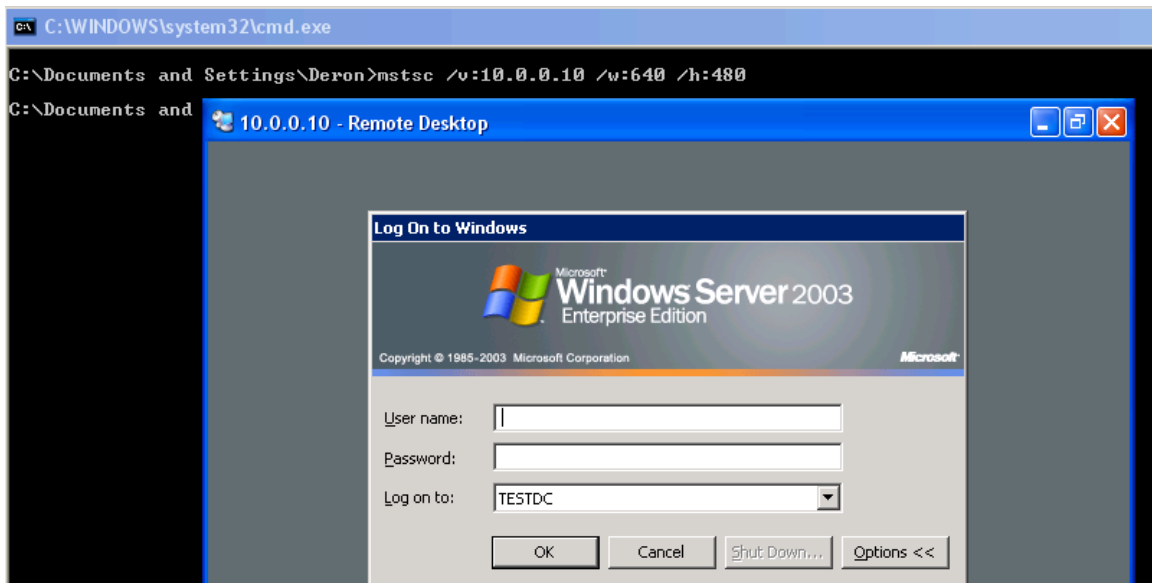 C:\WINDOWS\system32\cmd.exe
C:\Documents and Settings\Deron>mstsc /v:10.0.0.10 /w:640 /h:480
C:\Documents and
10.0.0.10 - Remote Desktop
Log On to Windows
Microsoft
Windows Server 2003
Enterprise Edition
Copyright © 1985-2003 Microsoft Corporation Microsoft
User name:
Password:
Log on to: TESTDC
OK Cancel Shut Down... Options <<